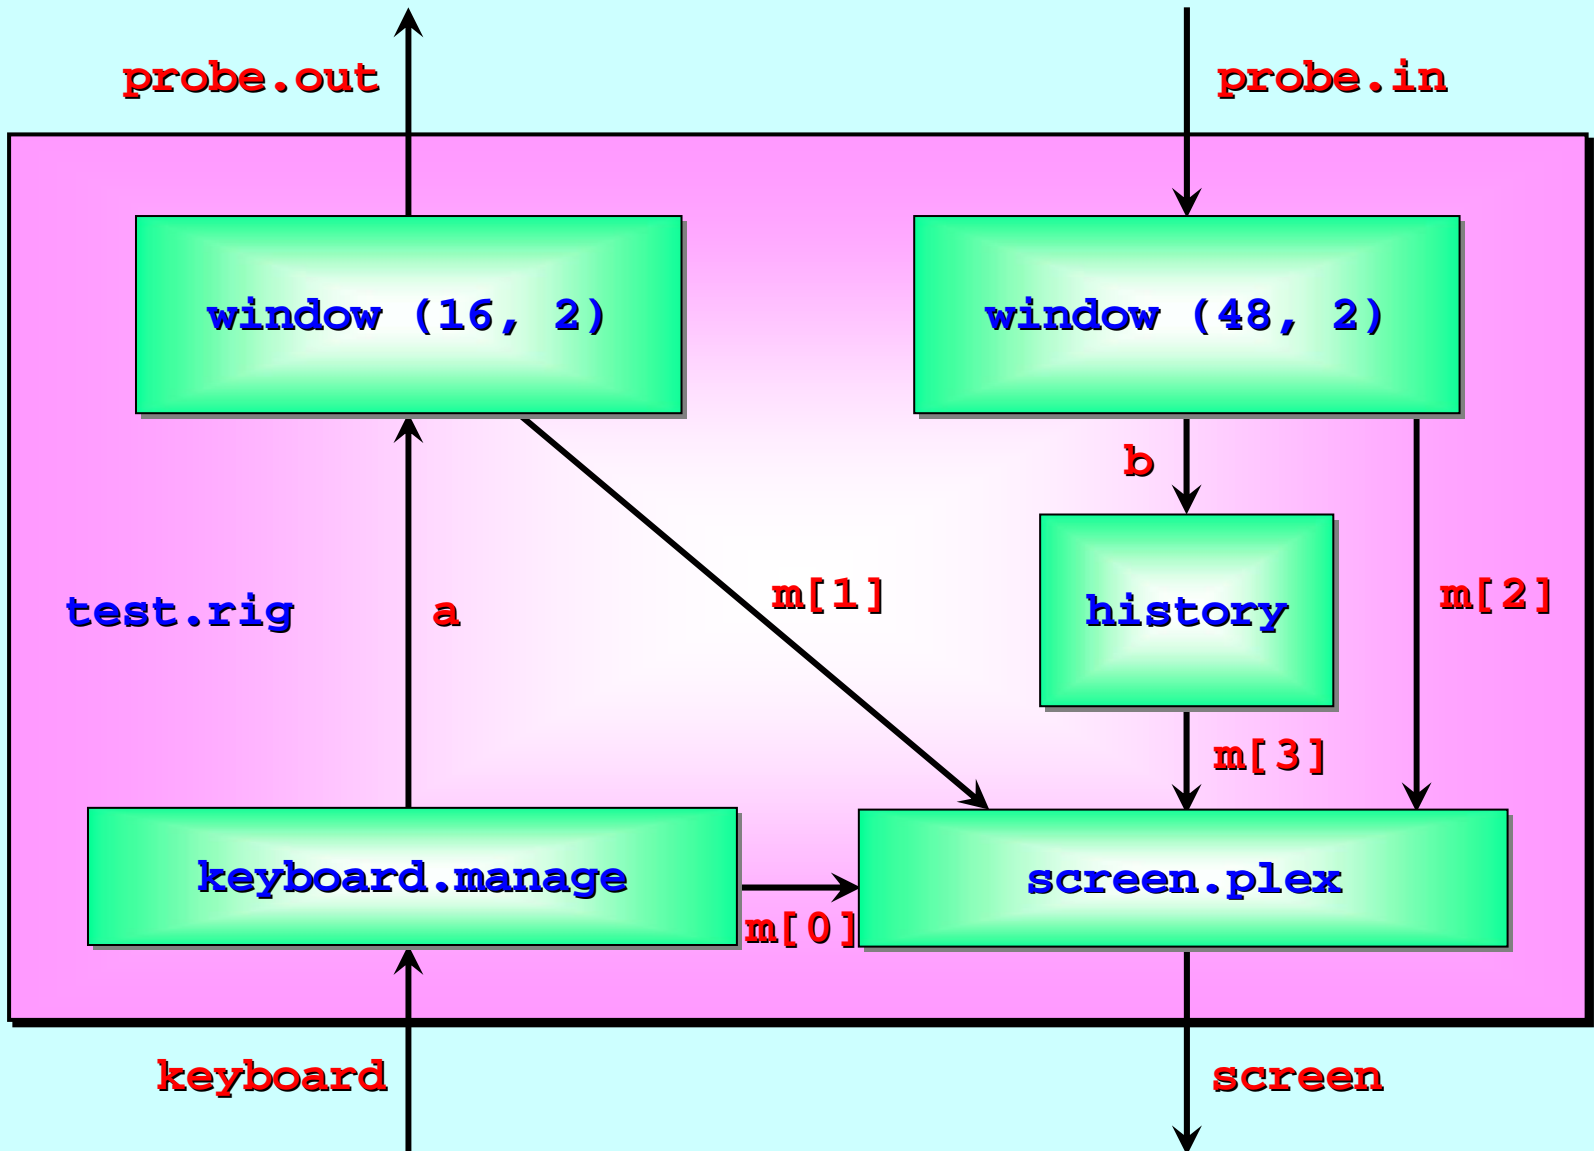 probe.out
probe.in
window (16, 2)
window (48, 2)
b
m[1]
m[2]
test.rig
a
history
m[3]
keyboard.manage
screen.plex
m[0]
keyboard
screen